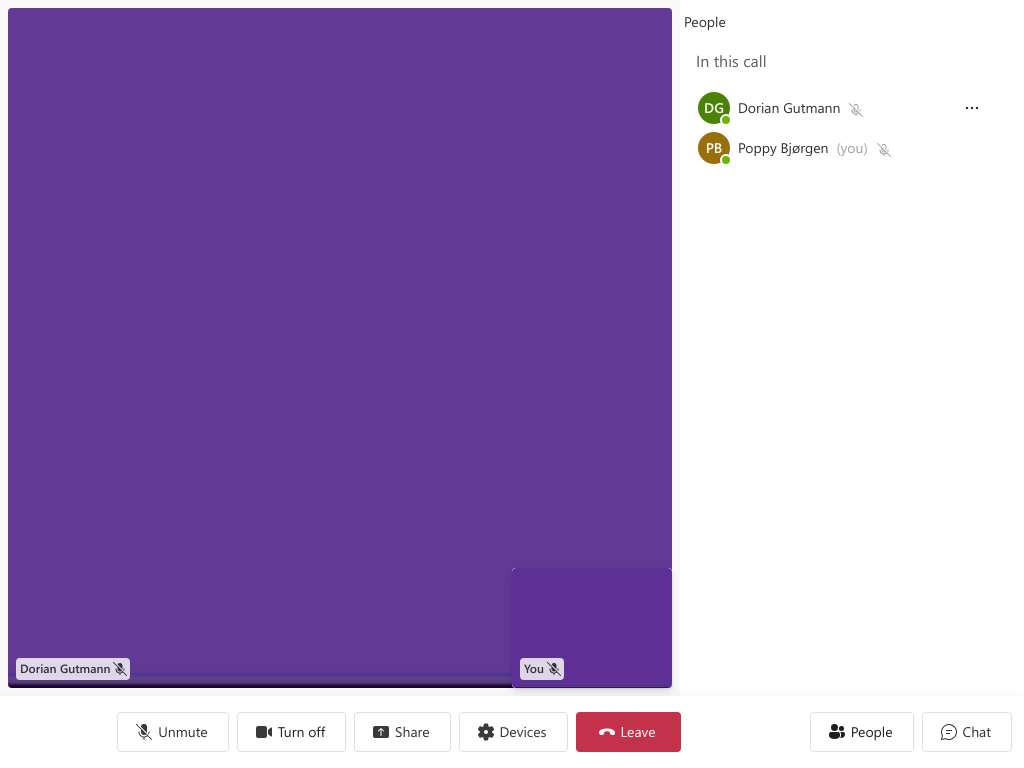 People
In this call
DG Dorian Gutmann
PB Poppy Bjørgen (you)
Dorian Gutmann
You
Unmute
Turn off
Share
Devices
Leave
People
Chat